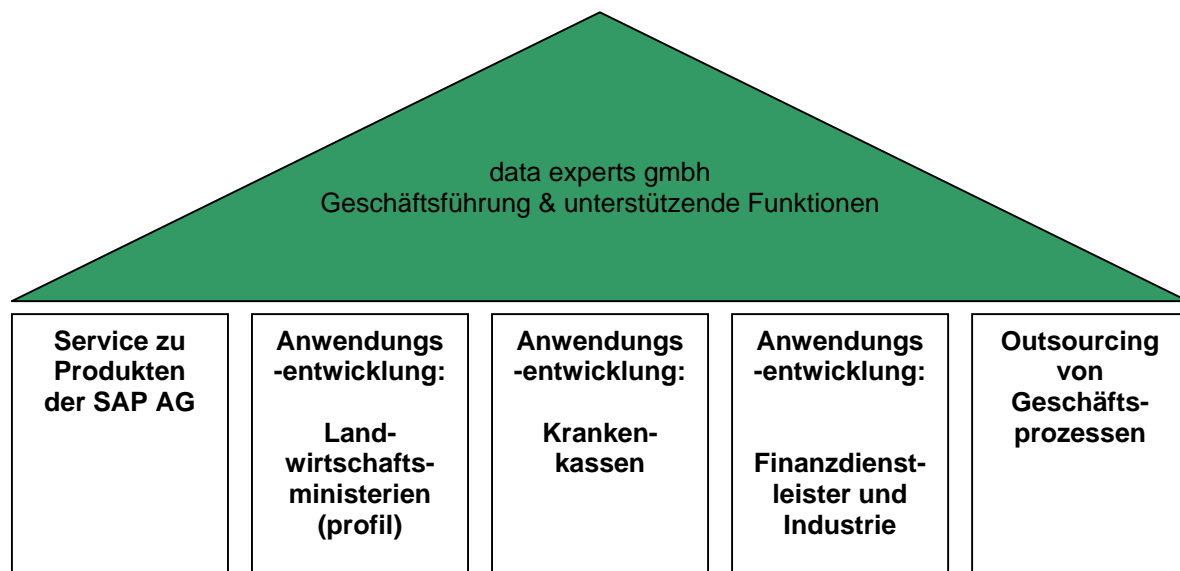 data experts gmbh
Geschäftsführung & unterstützende Funktionen
Service zu
Produkten
der SAP AG
Anwendungs
-entwicklung:
Land-
wirtschafts-
ministerien
(profil)
Anwendungs
-entwicklung:
Kranken-
kassen
Anwendungs
-entwicklung:
Finanzdienst-
leister und
Industrie
Outsourcing
von
Geschäfts-
prozessen